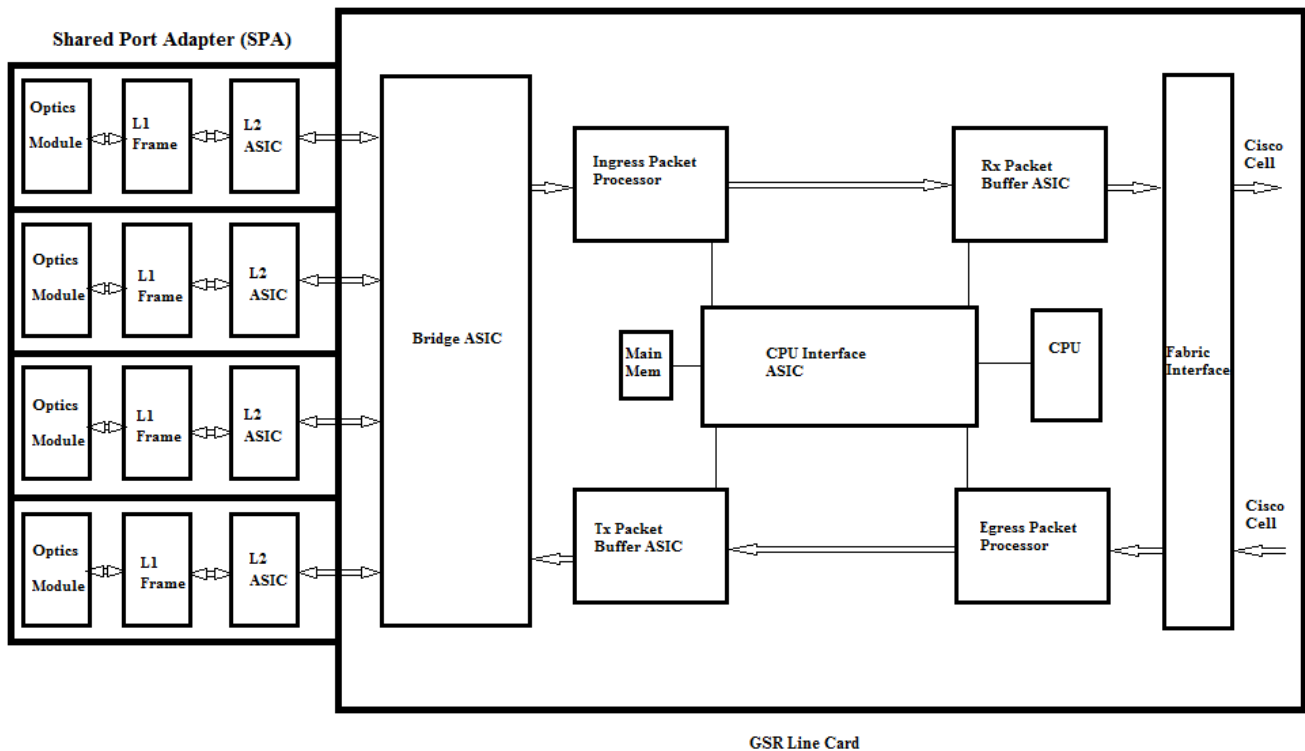 Shared Port Adapter (SPA)
Optics
Module
L1
Frame
L2
ASIC
Optics
Module
L1
Frame
L2
ASIC
Optics
Module
L1
Frame
L2
ASIC
Optics
Module
L1
Frame
L2
ASIC
Bridge ASIC
Ingress Packet
Processor
Rx Packet
Buffer ASIC
Main
Mem
CPU Interface
ASIC
CPU
Tx Packet
Buffer ASIC
Egress Packet
Processor
Fabric
Interface
Cisco
Cell
Cisco
Cell
GSR Line Card